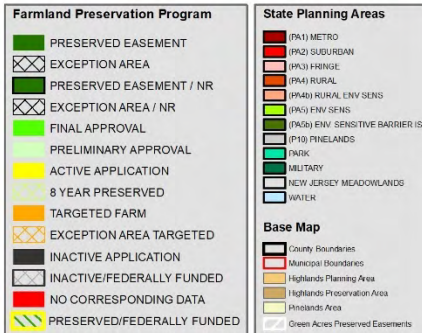 Farmland Preservation Program
PRESERVED EASEMENT
EXCEPTION AREA
PRESERVED EASEMENT / NR
EXCEPTION AREA / NR
FINAL APPROVAL
PRELIMINARY APPROVAL
ACTIVE APPLICATION
8 YEAR PRESERVED
TARGETED FARM
EXCEPTION AREA TARGETED
INACTIVE APPLICATION
INACTIVE/FEDERALLY FUNDED
NO CORRESPONDING DATA
PRESERVED/FEDERALLY FUNDED
State Planning Areas
(PA1) METRO
(PA2) SUBURBAN
(PA3) FRINGE
(PA4) RURAL
(PA4b) RURAL ENV SENS
(PA5) ENV SENS
(PA5b) ENV. SENSITIVE BARRIER IS
(P10) PINELANDS
PARK
MILITARY
NEW JERSEY MEADOWLANDS
WATER
Base Map
County Boundaries
Municipal Boundaries
Highlands Planning Area
Highlands Preservation Area
Pinelands Area
Green Acres Preserved Easements